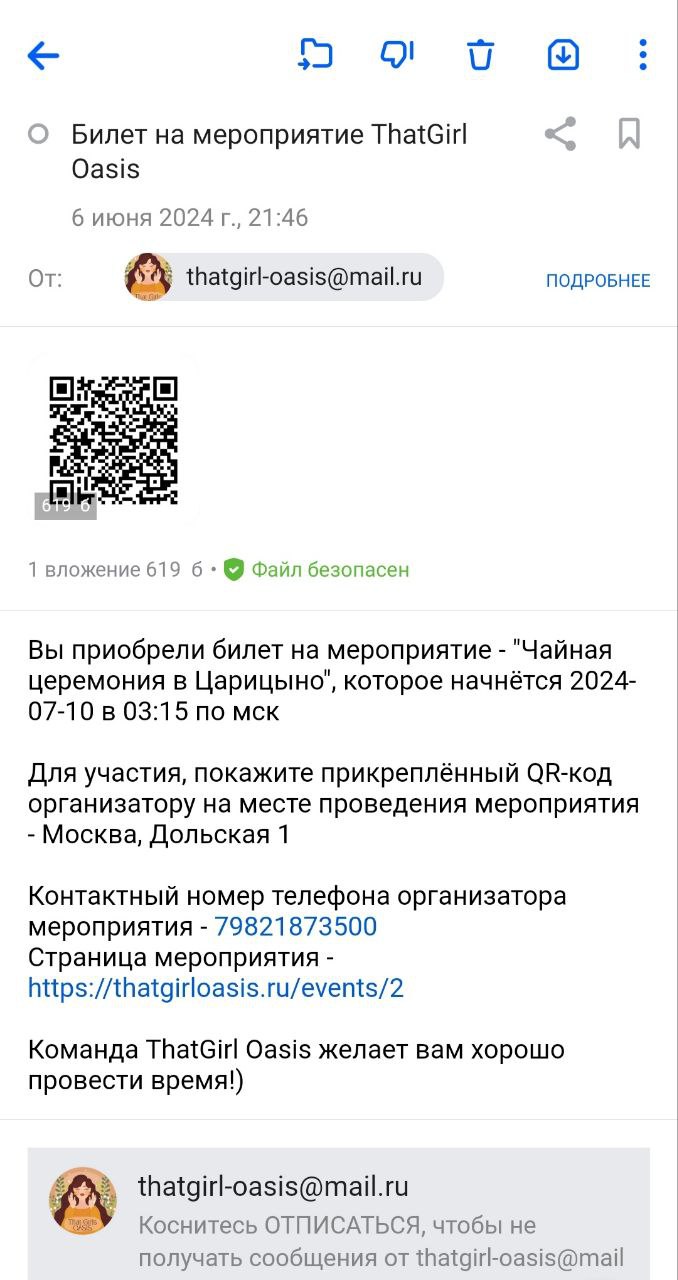 Билет на мероприятие ThatGirl
Oasis
6 июня 2024 г., 21:46
От:
thatgirl-oasis@mail.ru
ПОДРОБНЕЕ
619 б
1 вложение 619 б • Файл безопасен
Вы приобрели билет на мероприятие - "Чайная
церемония в Царицыно", которое начнётся 2024-
07-10 в 03:15 по мск
Для участия, покажите прикреплённый QR-код
организатору на месте проведения мероприятия
- Москва, Дольская 1
Контактный номер телефона организатора
мероприятия - 79821873500
Страница мероприятия -
https://thatgirloasis.ru/events/2
Команда ThatGirl Oasis желает вам хорошо
провести время!)
thatgirl-oasis@mail.ru
Коснитесь ОТПИСАТЬСЯ, чтобы не
получать сообщения от thatgirl-oasis@mail